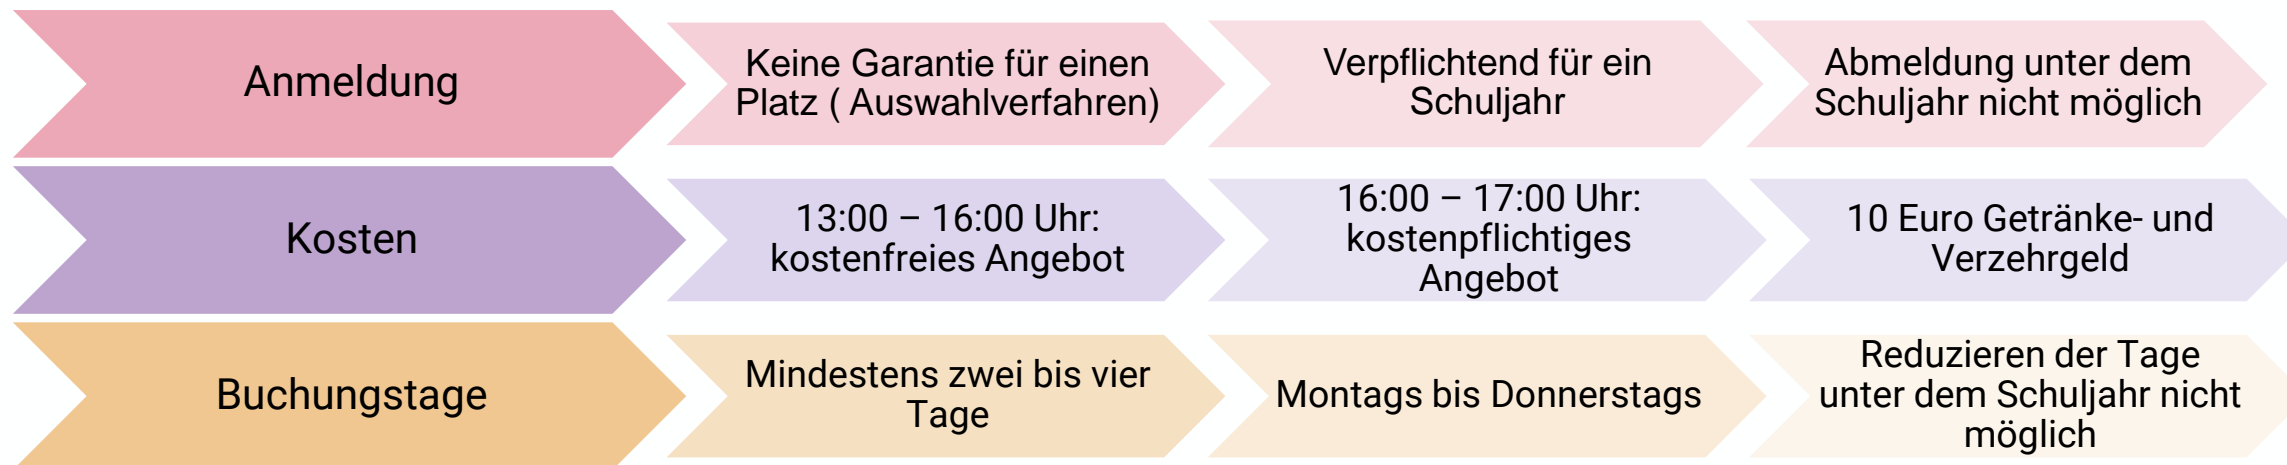 Anmeldung
Keine Garantie für einen
Platz ( Auswahlverfahren)
Verpflichtend für ein
Schuljahr
Abmeldung unter dem
Schuljahr nicht möglich
Kosten
13:00 – 16:00 Uhr:
kostenfreies Angebot
16:00 – 17:00 Uhr:
kostenpflichtiges
Angebot
10 Euro Getränke- und
Verzehrgeld
Buchungstage
Mindestens zwei bis vier
Tage
Montags bis Donnerstags
Reduzieren der Tage
unter dem Schuljahr nicht
möglich